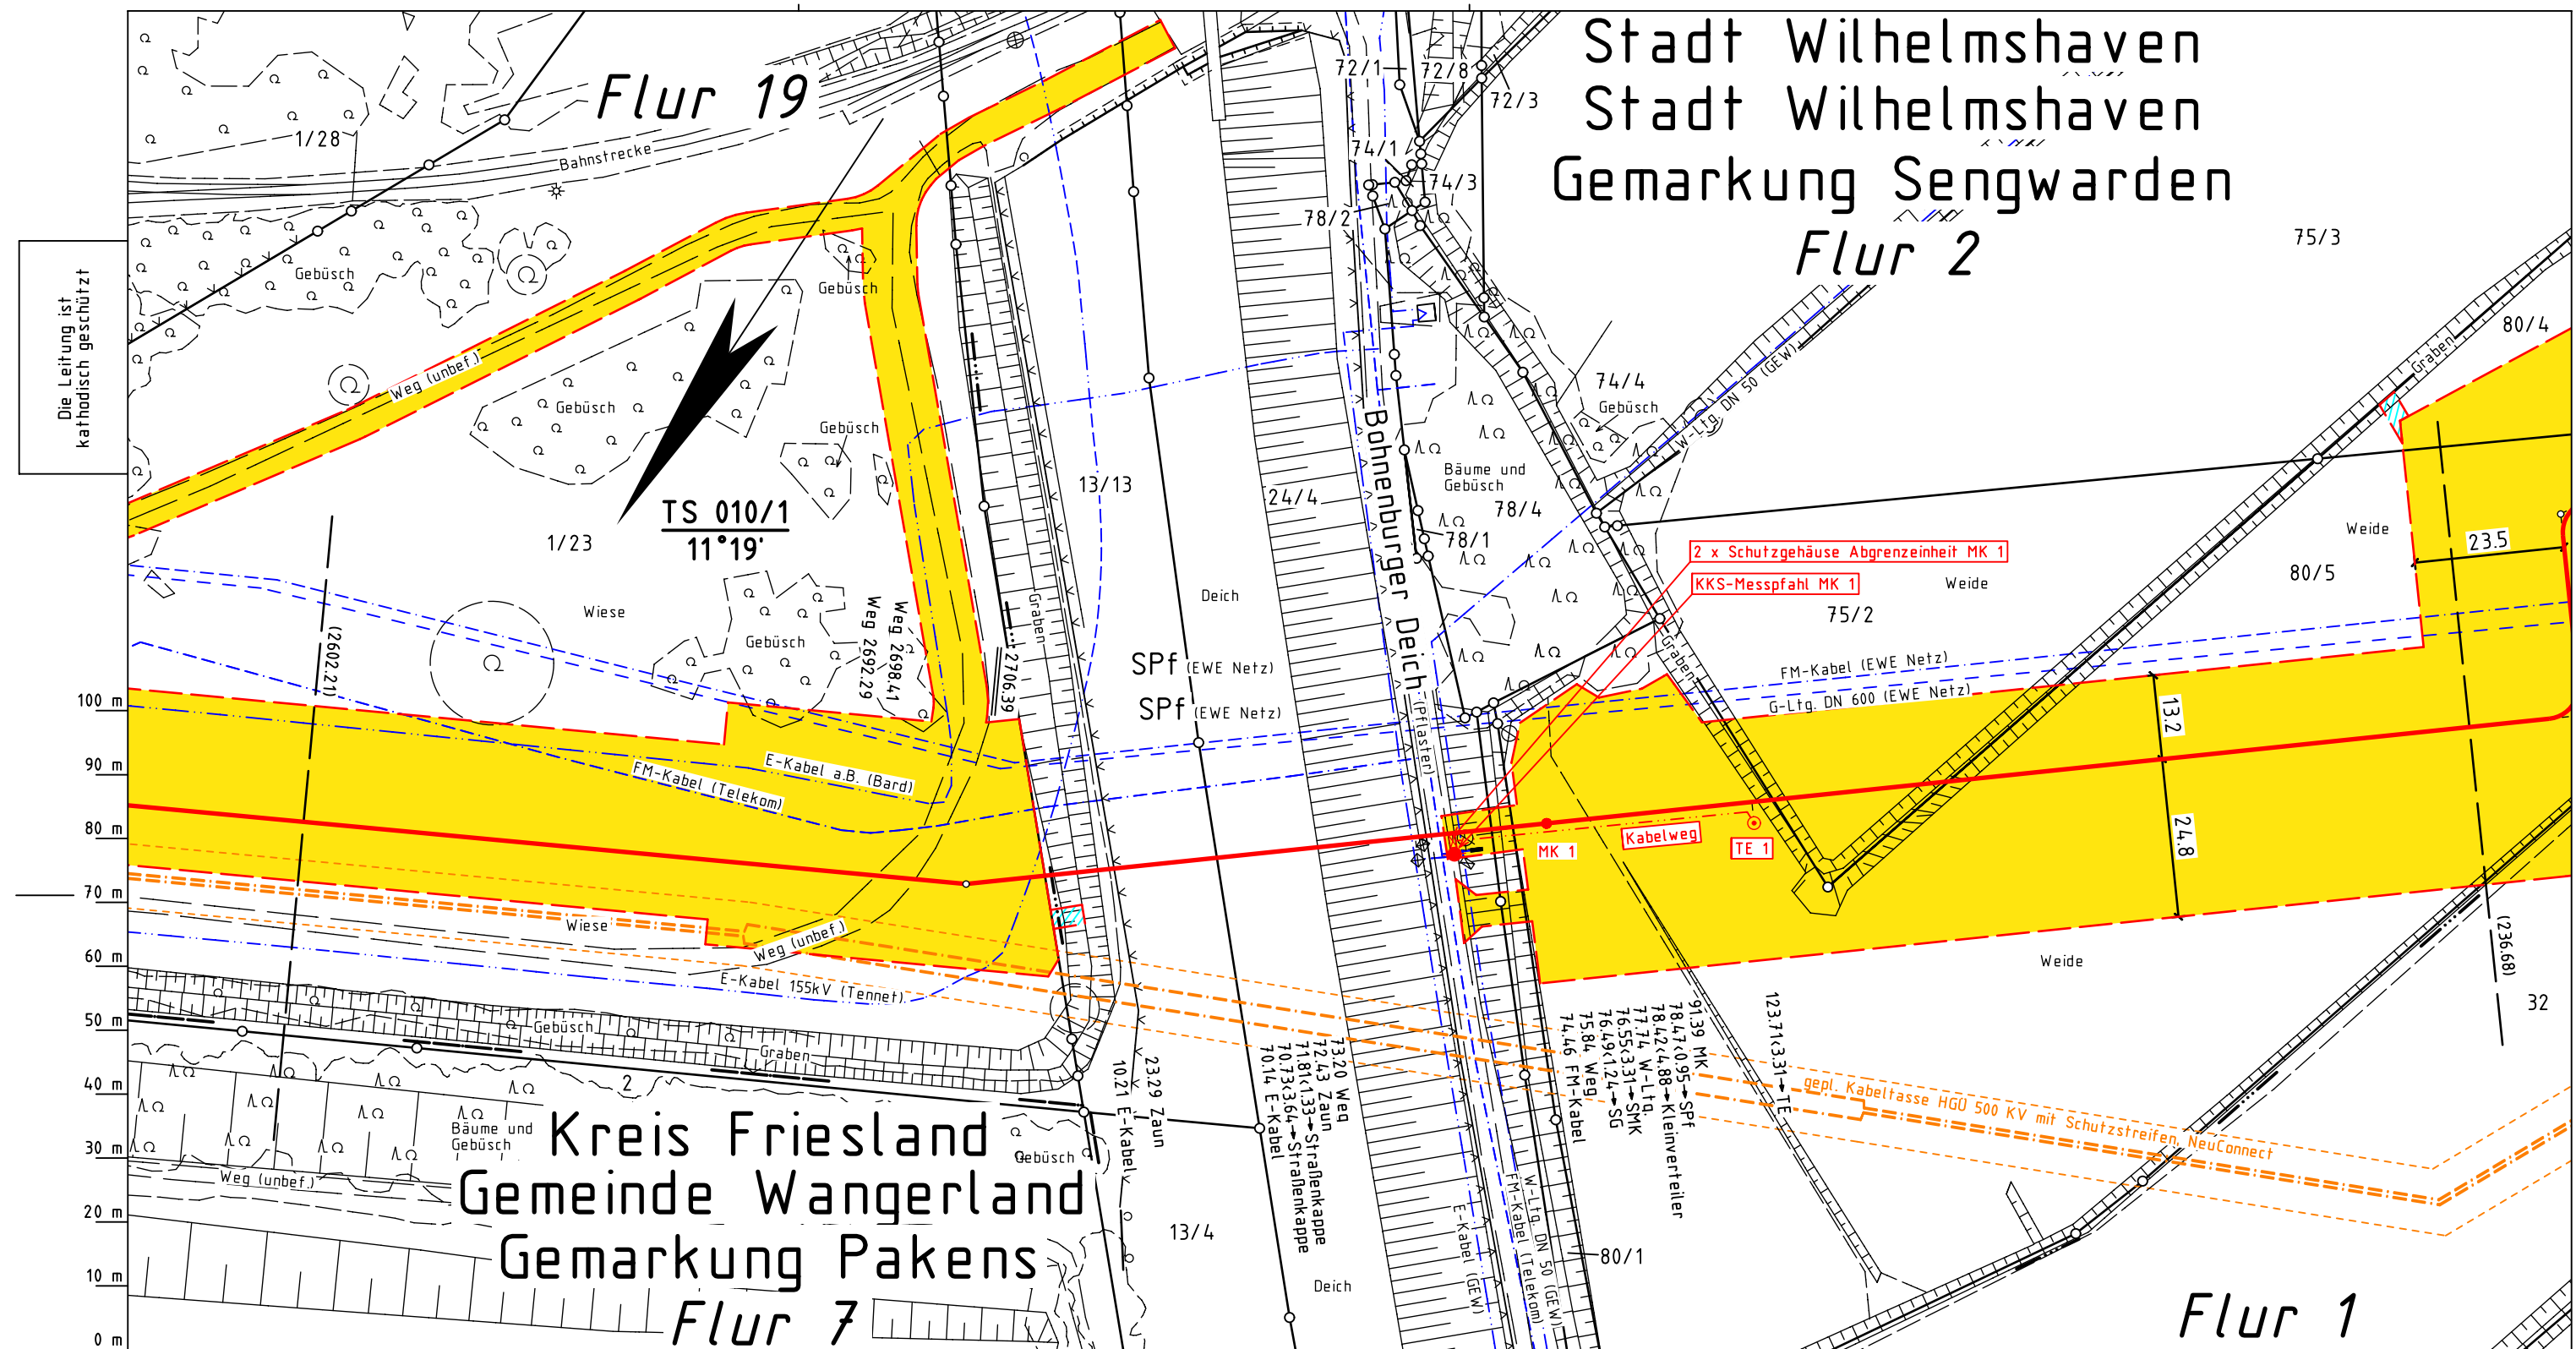 Stadt Wilhelmshaven
Stadt Wilhelmshaven
Gemarkung Sengwarden
Flur 2
Flur 19
1/28
Bahnstrecke
72/1
72/8
72/3
74/1
74/3
78/2
75/3
80/4
Graben
Gebüsch
Gebüsch
Die Leitung ist
kathodisch geschützt
Weg (unbef.)
Gebüsch
Gebüsch
74/4
Gebüsch
W-Ltg. DN 50 (GEW)
Bohnenburger Deich
(Pflaster)
Bäume und
Gebüsch
78/4
78/1
13/13
24/4
TS 010/1
11°19'
1/23
Weide
23.5
80/5
2 x Schutzgehäuse Abgrenzeinheit MK 1
KKS-Messpfahl MK 1
Weide
75/2
Deich
Wiese
Gebüsch
Weg 2692.29
Weg 2698.41
2706.39
Graben
(2602.21)
SPf (EWE Netz)
SPf (EWE Netz)
Graben
FM-Kabel (EWE Netz)
G-Ltg. DN 600 (EWE Netz)
13.2
24.8
100 m
90 m
80 m
70 m
60 m
50 m
40 m
30 m
20 m
10 m
0 m
E-Kabel a.B. (Bard)
FM-Kabel (Telekom)
MK 1
Kabelweg
TE 1
Wiese
Weg (unbef.)
E-Kabel 155kV (Tennet)
Weide
(236.68)
32
Gebüsch
Graben
2
10.21 E-Kabel
23.29 Zaun
70.14 E-Kabel
70.73<3.64→Straßenkappe
71.81<1.33→Straßenkappe
72.43 Zaun
73.20 Weg
74.46 FM-Kabel
75.84 Weg
76.49<1.24→SG
76.55<3.31→SMK
77.74 W-Ltg.
78.42<4.88→Kleinverteiler
78.47<0.95→SPf
91.39 MK
123.71<3.31→TE
gepl. Kabeltasse HGÜ 500 KV mit Schutzstreifen, NeuConnect
Bäume und
Gebüsch
Gebüsch
Weg (unbef.)
Kreis Friesland
Gemeinde Wangerland
Gemarkung Pakens
Flur 7
13/4
Deich
E-Kabel (GEW)
FM-Kabel (Telekom)
W-Ltg. DN 50 (GEW)
80/1
Flur 1